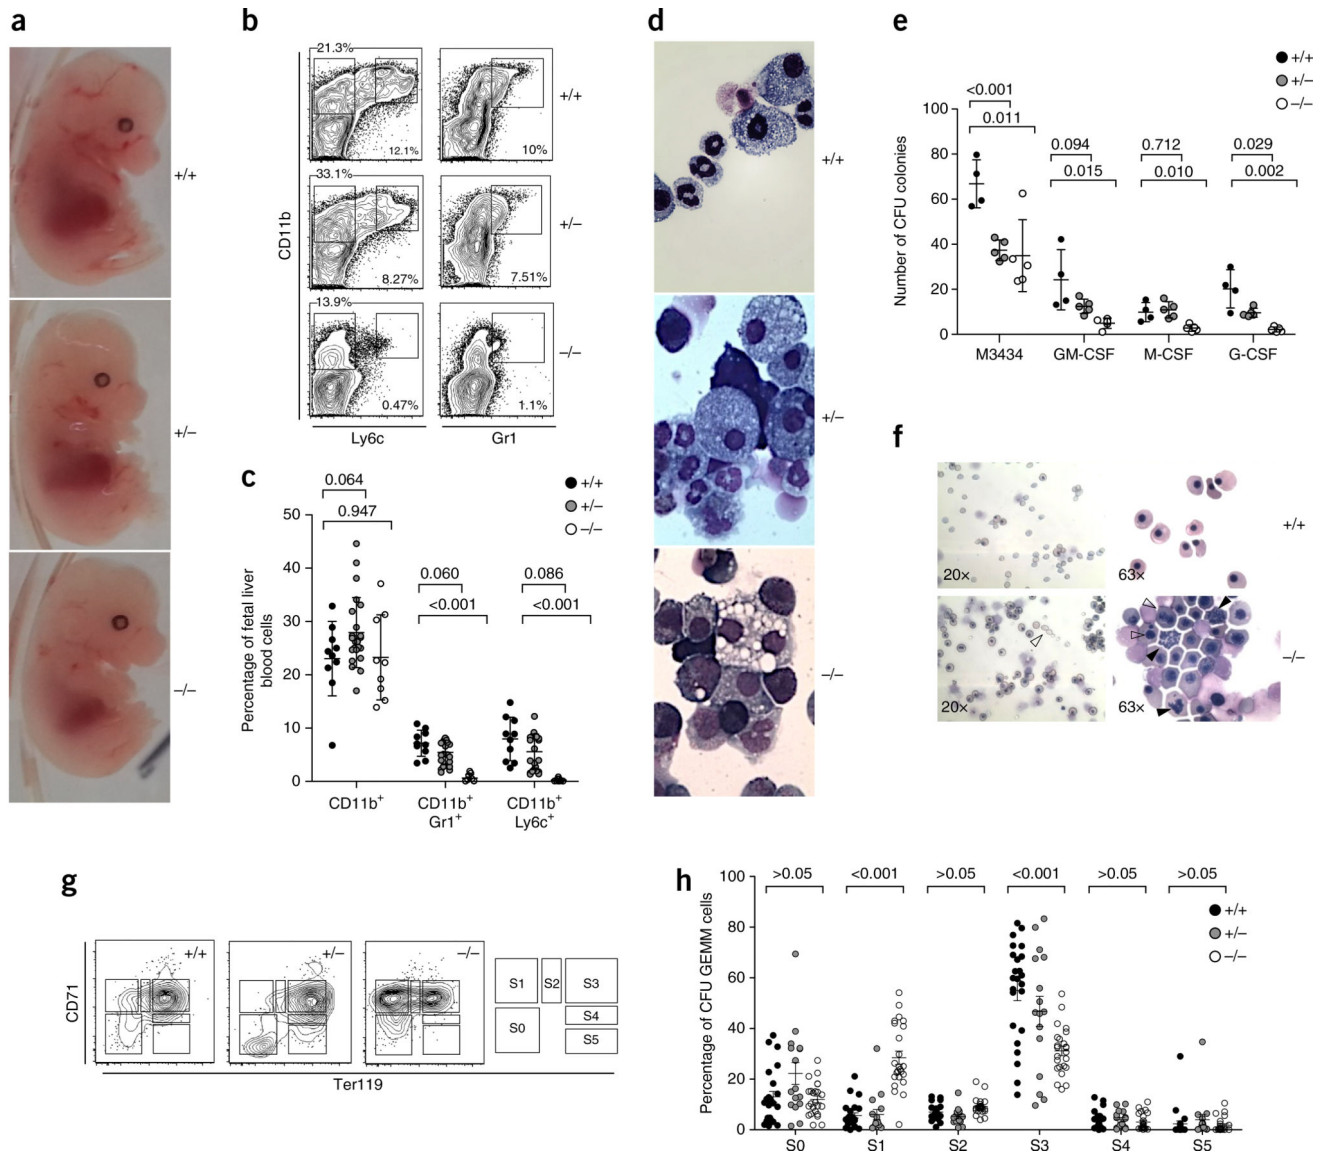 a
+/+
+/−
−/−
b
21.3%
12.1%
10%
+/+
33.1%
8.27%
7.51%
+/−
13.9%
0.47%
1.1%
−/−
CD11b
Ly6c
Gr1
c
0.064
0.947
0.060
<0.001
0.086
<0.001
+/+
+/−
−/−
Percentage of fetal liver
blood cells
50
40
30
20
10
0
CD11b⁺
CD11b⁺
Gr1⁺
CD11b⁺
Ly6c⁺
d
+/+
+/−
−/−
e
+/+
+/−
−/−
<0.001
0.011
0.094
0.015
0.712
0.010
0.029
0.002
Number of CFU colonies
100
80
60
40
20
0
M3434
GM-CSF
M-CSF
G-CSF
f
20×
63×
+/+
20×
63×
−/−
g
+/+
+/−
−/−
CD71
Ter119
S1
S2
S3
S0
S4
S5
h
>0.05
<0.001
>0.05
<0.001
>0.05
>0.05
+/+
+/−
−/−
Percentage of CFU GEMM cells
100
80
60
40
20
0
S0
S1
S2
S3
S4
S5